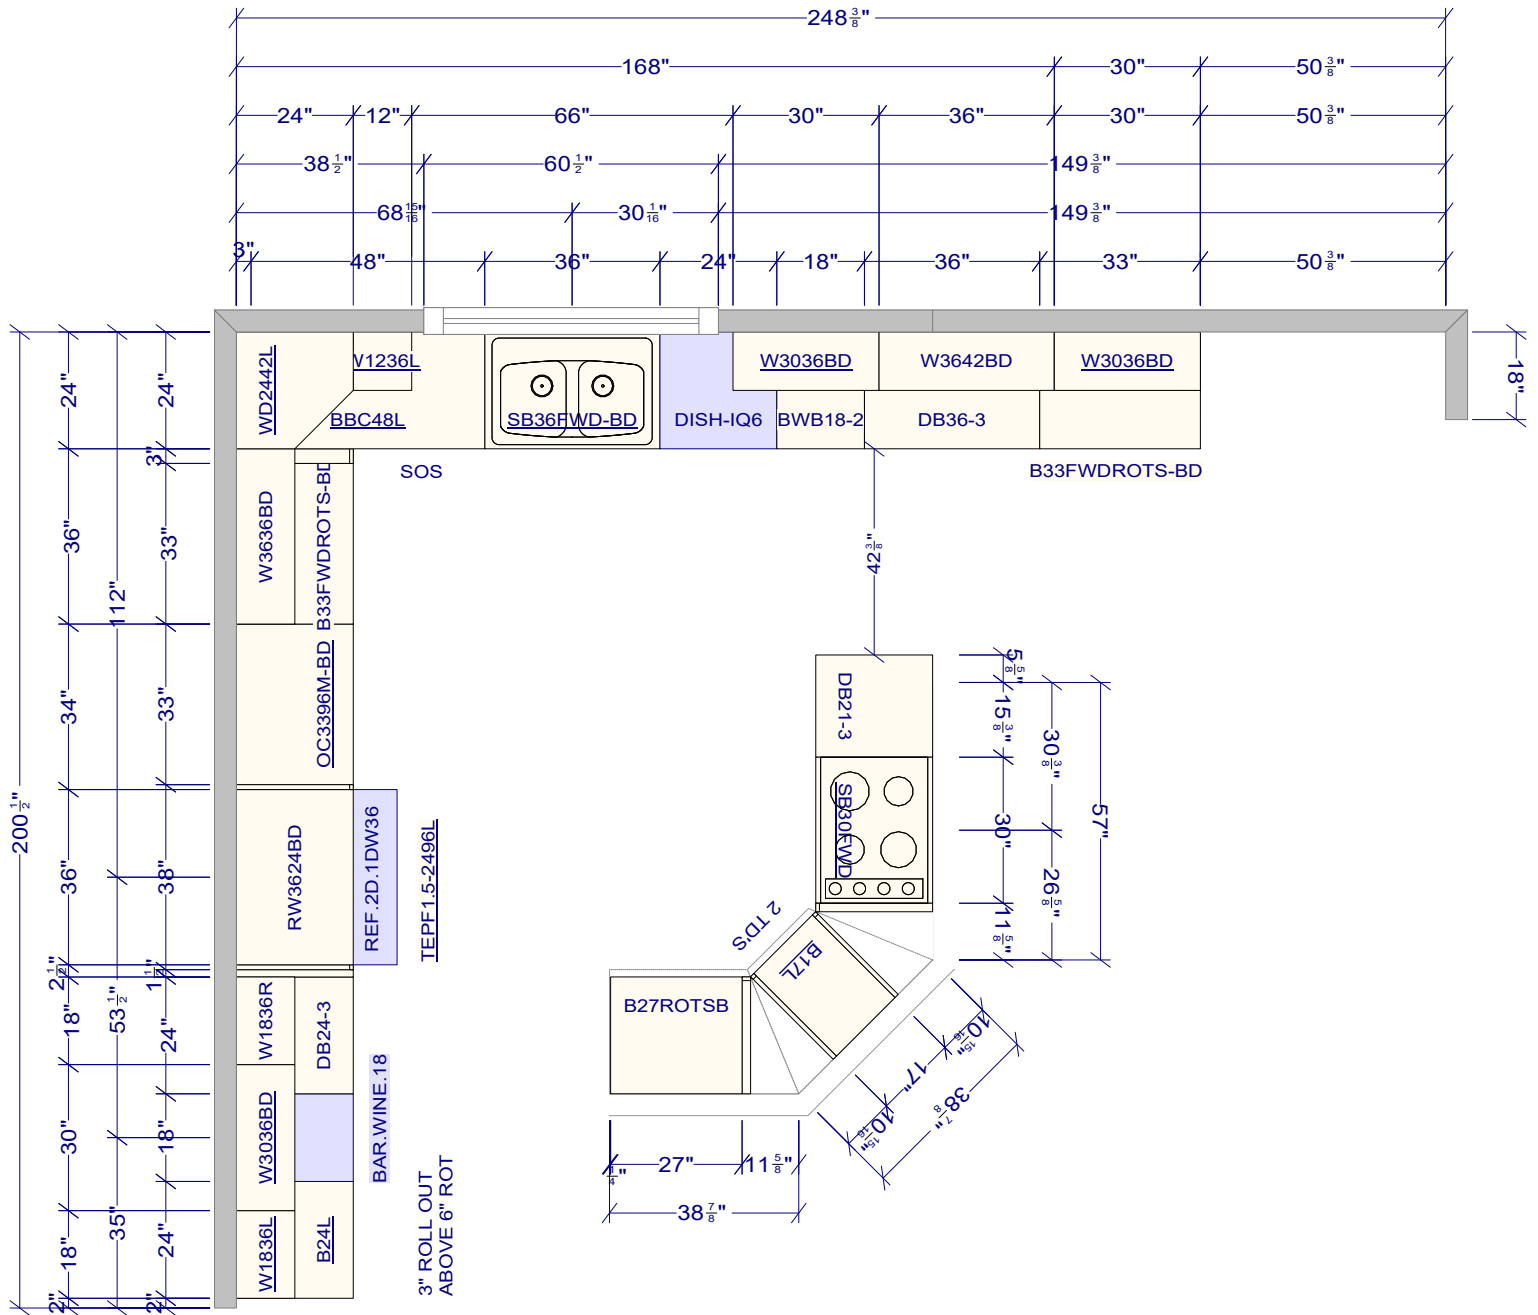 248 3/8"
168" 30" 50 3/8"
24" 12" 66" 30" 36" 30" 50 3/8"
38 1/2" 60 1/2" 149 3/8"
68 15/16" 30 1/16" 149 3/8"
3" 48" 36" 24" 18" 36" 33" 50 3/8"
18"
WD2442L
W1236L
BBC48L
SB36FWD-BD
DISH-IQ6
W3036BD
BWB18-2
W3642BD
DB36-3
W3036BD
SOS
B33FWDROTS-BD
200 1/2"
24" 36" 34" 36" 2 1/2" 18" 30" 18" 2"
112" 53 1/2" 35"
24" 3" 33" 33" 38" 1 1/2" 24" 18" 24" 2"
W3636BD
B33FWDROTS-BD
OC3396M-BD
RW3624BD
REF.2D.1DW36
TEPF1.5-2496L
W1836R
DB24-3
W3036BD
BAR.WINE.18
W1836L
B24L
3" ROLL OUT
ABOVE 6" ROT
42 3/8"
DB21-3
SB30FWD
2 TD'S
B17L
B27ROTSB
5 5/8" 15 3/8" 30" 11 5/8"
30 3/8" 26 5/8"
57"
10 15/16" 17" 10 15/16"
38 7/8"
1/4" 27" 11 5/8"
38 7/8"